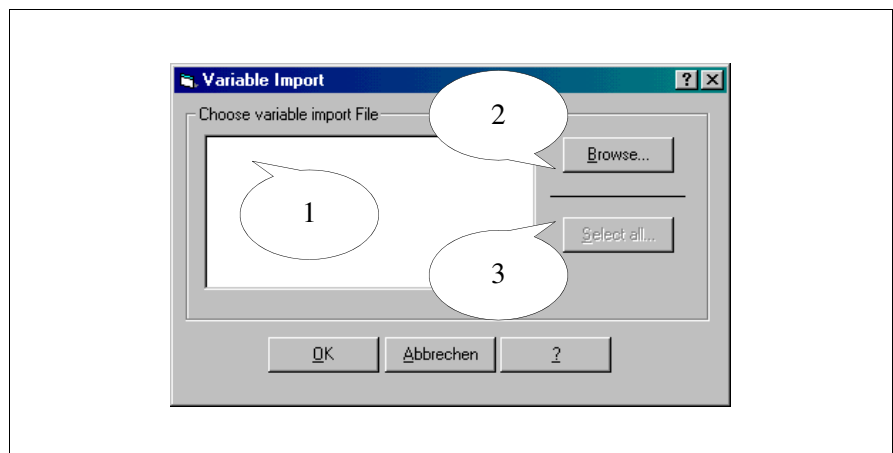 Variable Import
Choose variable import File
2
Browse...
1
Select all...
3
OK
Abbrechen
?